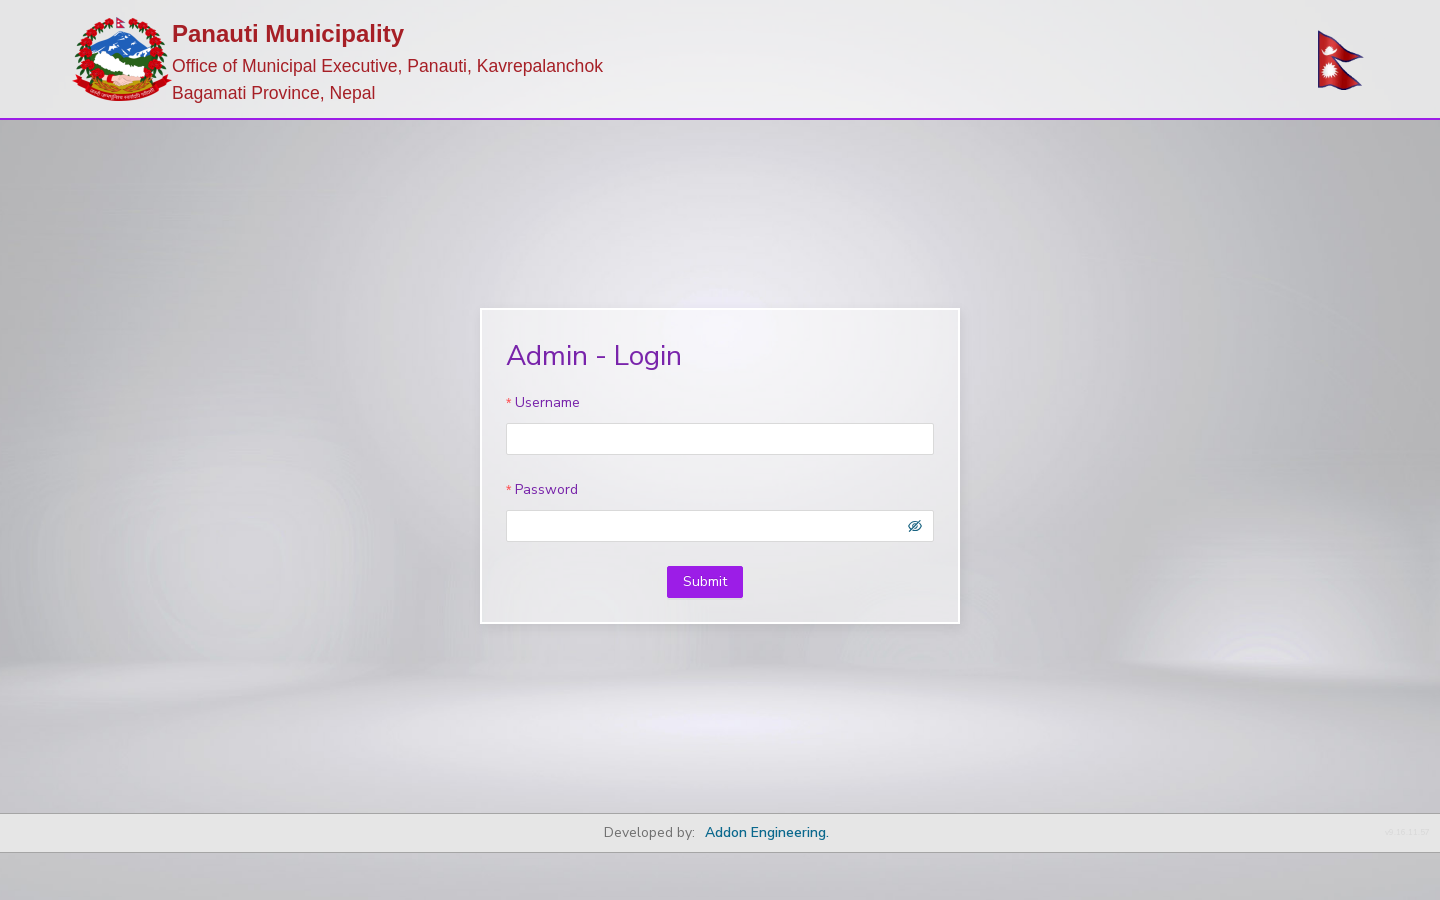 Panauti Municipality
Office of Municipal Executive, Panauti, Kavrepalanchok
Bagamati Province, Nepal
Admin - Login
* Username
* Password
Submit
Developed by: Addon Engineering.